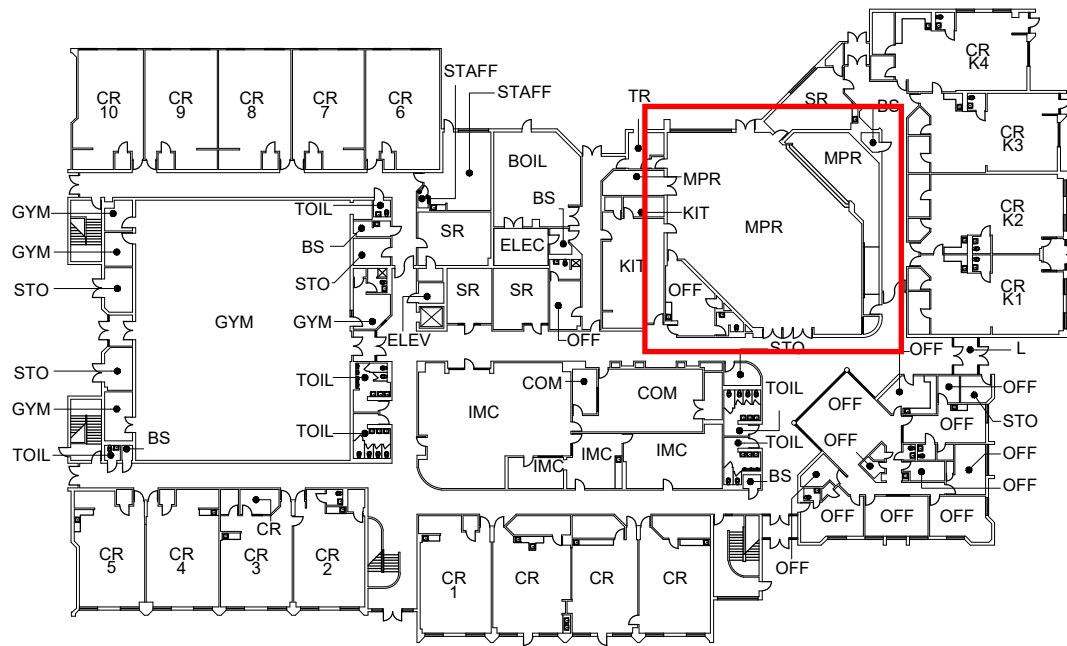 CR
K4
STAFF
STAFF
CR
10
CR
9
CR
8
CR
7
CR
6
TR
SR
BS
CR
K3
BOIL
MPR
MPR
BS
GYM
TOIL
KIT
CR
K2
GYM
BS
SR
ELEC
MPR
KIT
STO
STO
CR
K1
GYM
GYM
OFF
ELEV
SR
SR
OFF
STO
OFF
L
STO
TOIL
COM
COM
TOIL
OFF
OFF
GYM
IMC
STO
TOIL
TOIL
OFF
OFF
TOIL
BS
IMC
IMC
IMC
BS
OFF
OFF
CR
OFF
OFF
OFF
CR
5
CR
4
CR
3
CR
2
OFF
CR
1
CR
CR
CR